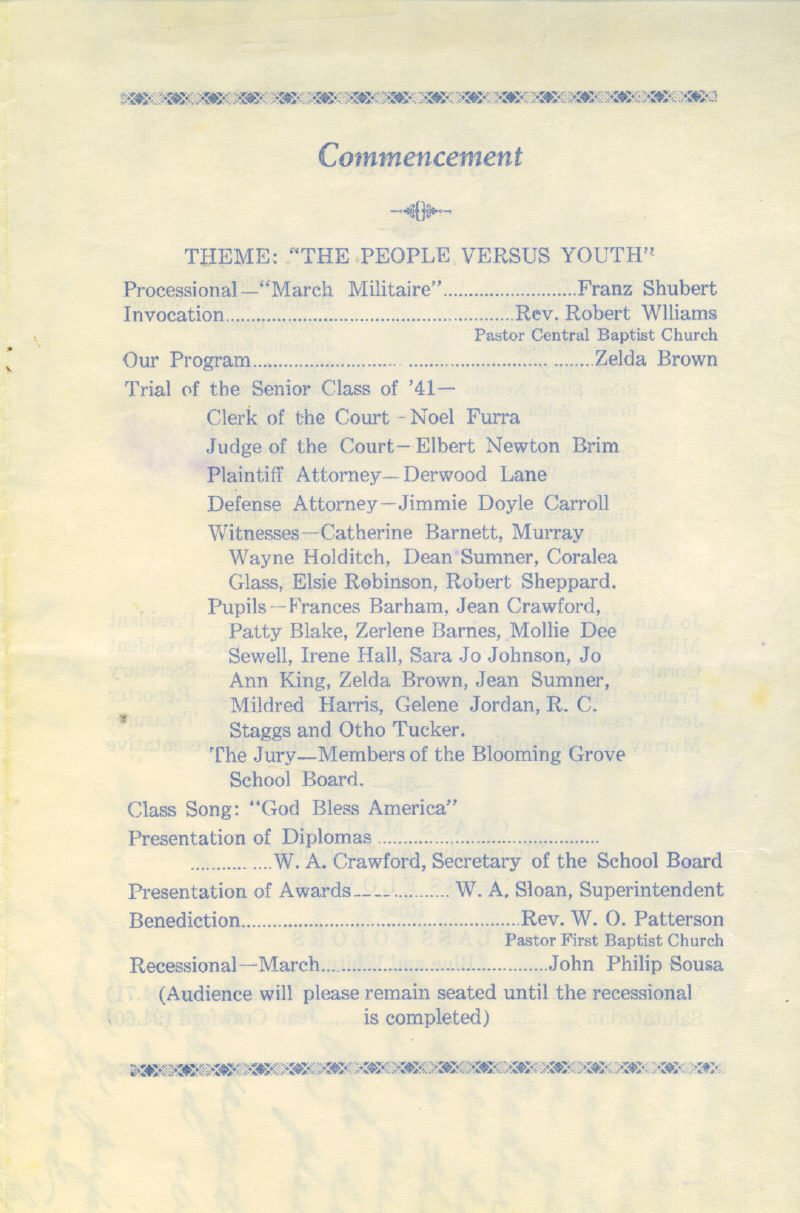 Commencement
THEME: "THE PEOPLE VERSUS YOUTH"
Processional—"March Militaire"..........................Franz Shubert
Invocation........................................................Rev. Robert Wlliams
Pastor Central Baptist Church
Our Program............................ ..................................Zelda Brown
Trial of the Senior Class of '41—
Clerk of the Court - Noel Furra
Judge of the Court—Elbert Newton Brim
Plaintiff Attorney—Derwood Lane
Defense Attorney—Jimmie Doyle Carroll
Witnesses—Catherine Barnett, Murray
Wayne Holditch, Dean Sumner, Coralea
Glass, Elsie Robinson, Robert Sheppard.
Pupils—Frances Barham, Jean Crawford,
Patty Blake, Zerlene Barnes, Mollie Dee
Sewell, Irene Hall, Sara Jo Johnson, Jo
Ann King, Zelda Brown, Jean Sumner,
Mildred Harris, Gelene Jordan, R. C.
Staggs and Otho Tucker.
The Jury—Members of the Blooming Grove
School Board.
Class Song: "God Bless America"
Presentation of Diplomas ...........................................
........... ....W. A. Crawford, Secretary of the School Board
Presentation of Awards............... W. A. Sloan, Superintendent
Benediction......................................................Rev. W. O. Patterson
Pastor First Baptist Church
Recessional—March............................................John Philip Sousa
(Audience will please remain seated until the recessional
is completed)